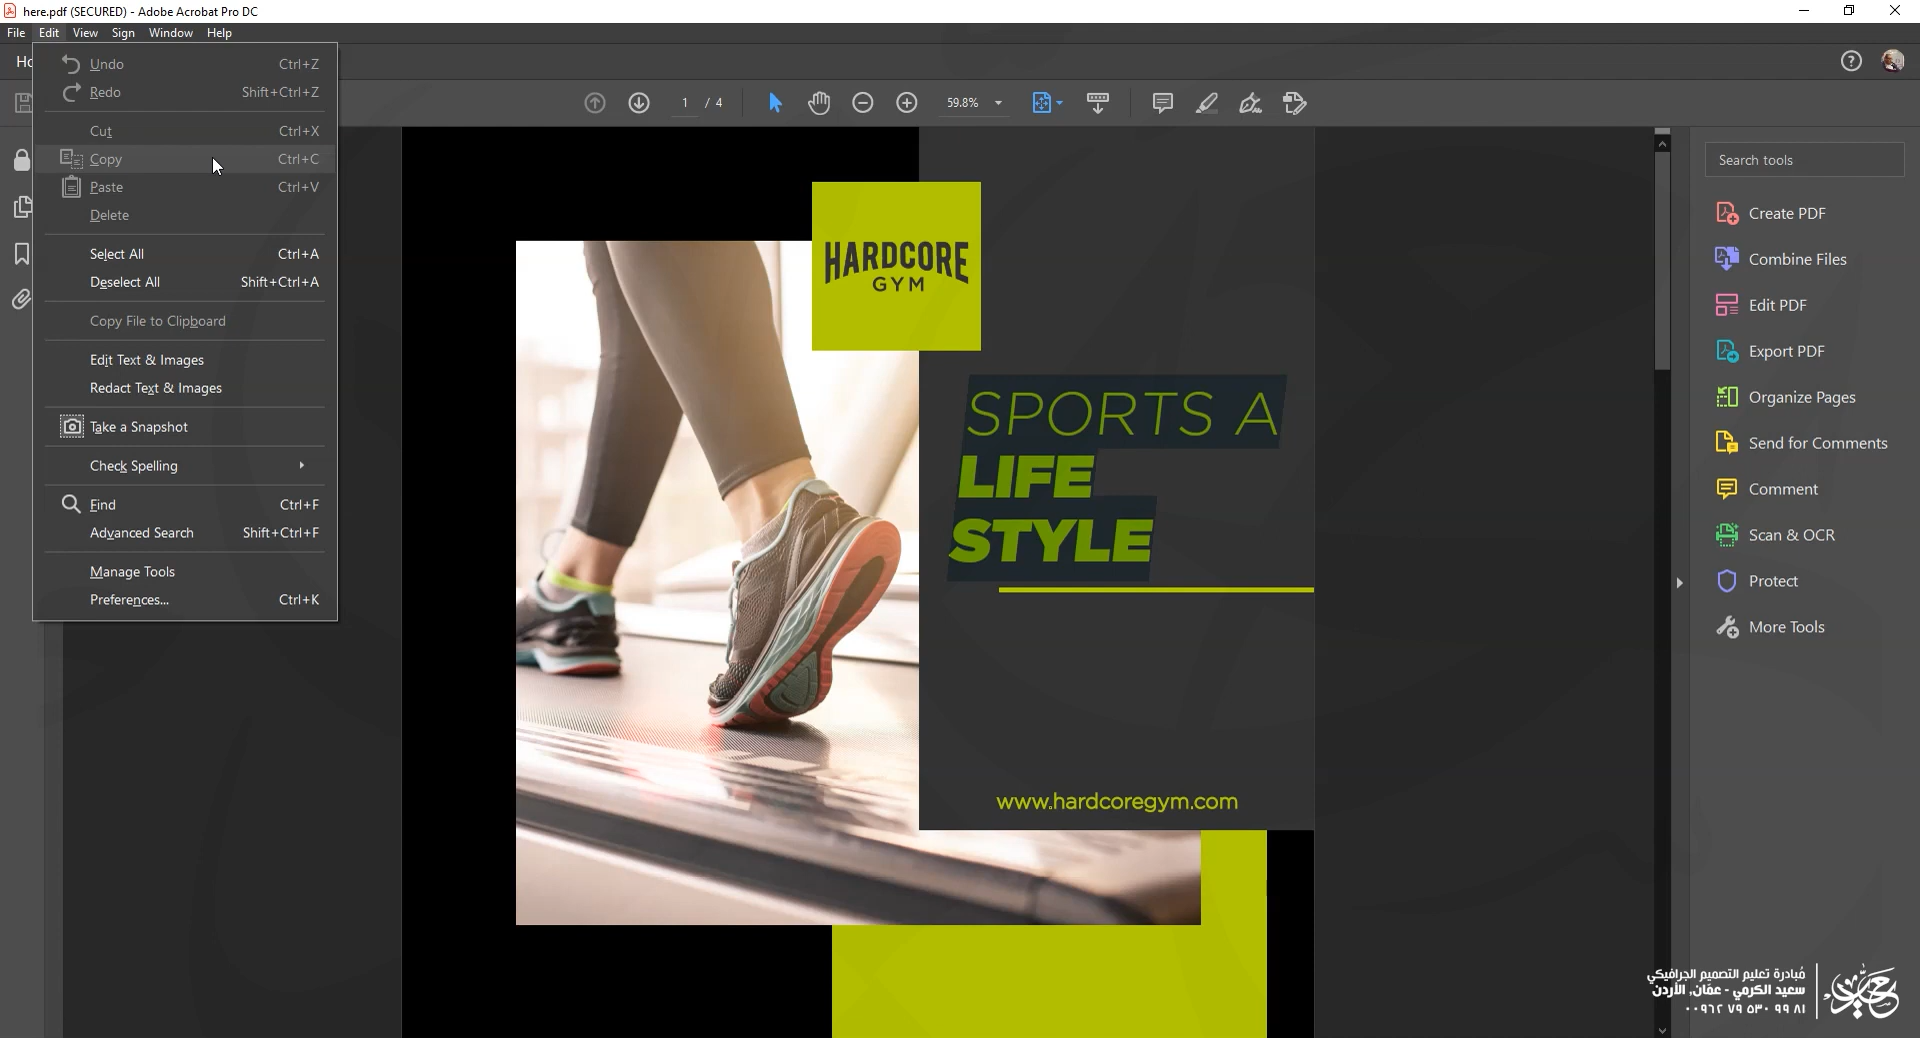 here.pdf (SECURED) - Adobe Acrobat Pro DC
File Edit View Sign Window Help
Ho
Undo Ctrl+Z
Redo Shift+Ctrl+Z
Cut Ctrl+X
Copy Ctrl+C
Paste Ctrl+V
Delete
Select All Ctrl+A
Deselect All Shift+Ctrl+A
Copy File to Clipboard
Edit Text & Images
Redact Text & Images
Take a Snapshot
Check Spelling
Find Ctrl+F
Advanced Search Shift+Ctrl+F
Manage Tools
Preferences... Ctrl+K
1 / 4
59.8%
HARDCORE
GYM
SPORTS A
LIFE
STYLE
www.hardcoregym.com
Search tools
Create PDF
Combine Files
Edit PDF
Export PDF
Organize Pages
Send for Comments
Comment
Scan & OCR
Protect
More Tools
مُبادرة تعليم التصميم الجرافيكي
سعيد الكرمي - عمّان, الأردن
٠٠٩٦٢ ٧٩ ٥٣٠ ٩٩ ٨١